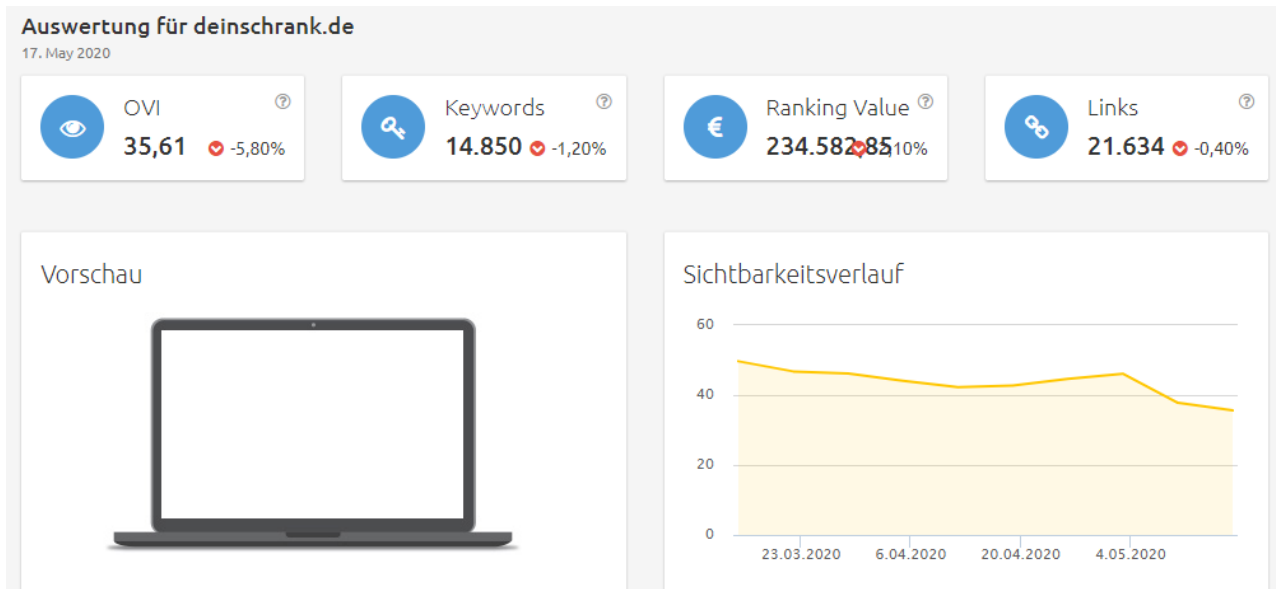 Auswertung für deinschrank.de
17. May 2020
OVI
35,61 -5,80%
Keywords
14.850 -1,20%
Ranking Value
234.582,85
Links
21.634 -0,40%
Vorschau
Sichtbarkeitsverlauf
60
40
20
0
23.03.2020 6.04.2020 20.04.2020 4.05.2020